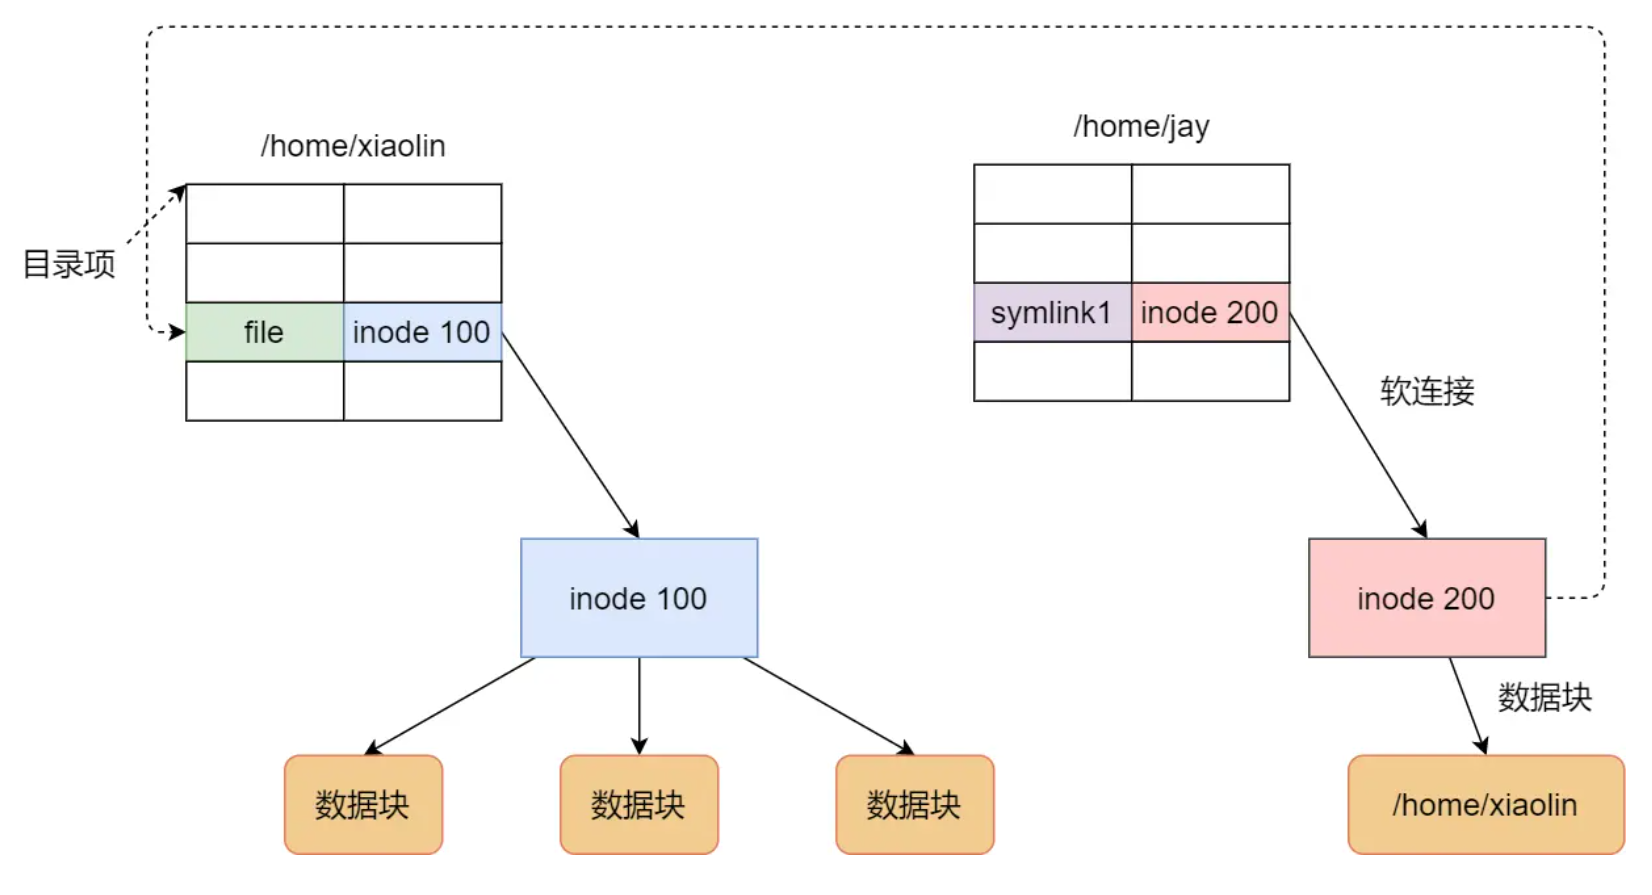 /home/xiaolin
/home/jay
目录项
file
inode 100
symlink1
inode 200
软连接
inode 100
inode 200
数据块
数据块
数据块
数据块
/home/xiaolin